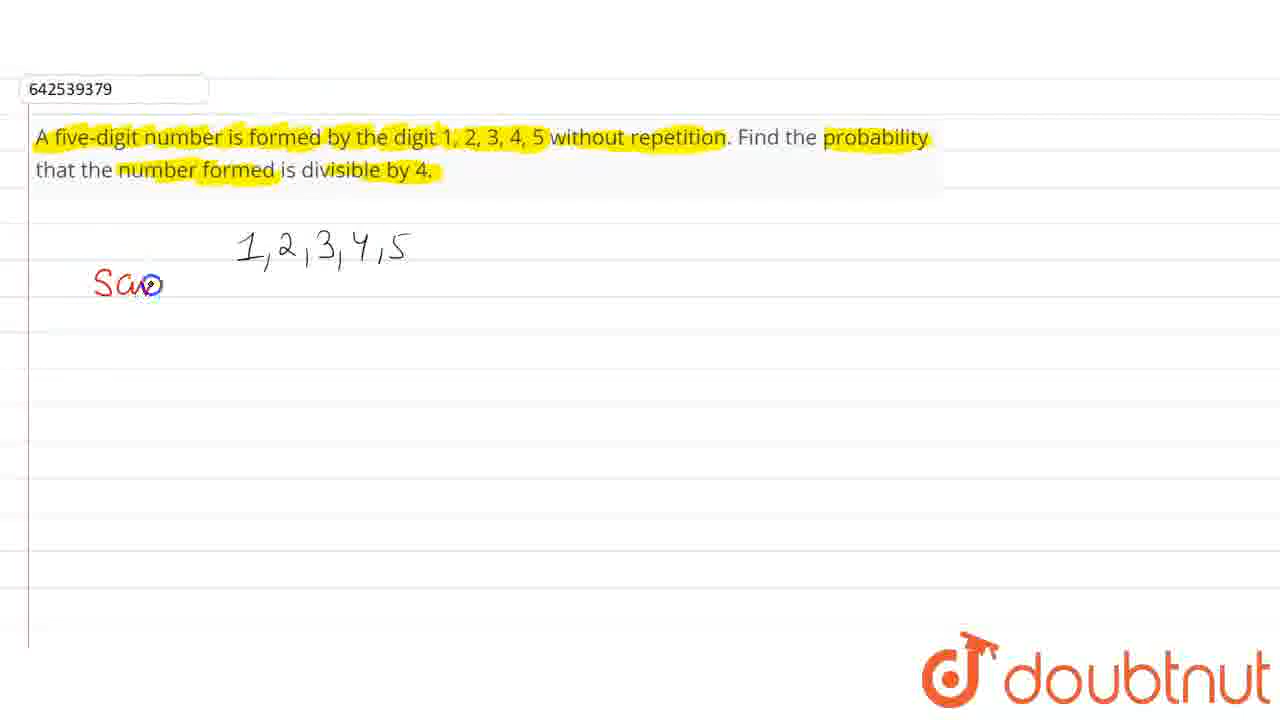 642539379
A five-digit number is formed by the digit 1, 2, 3, 4, 5 without repetition. Find the probability
that the number formed is divisible by 4.
1, 2, 3, 4, 5
doubtnut